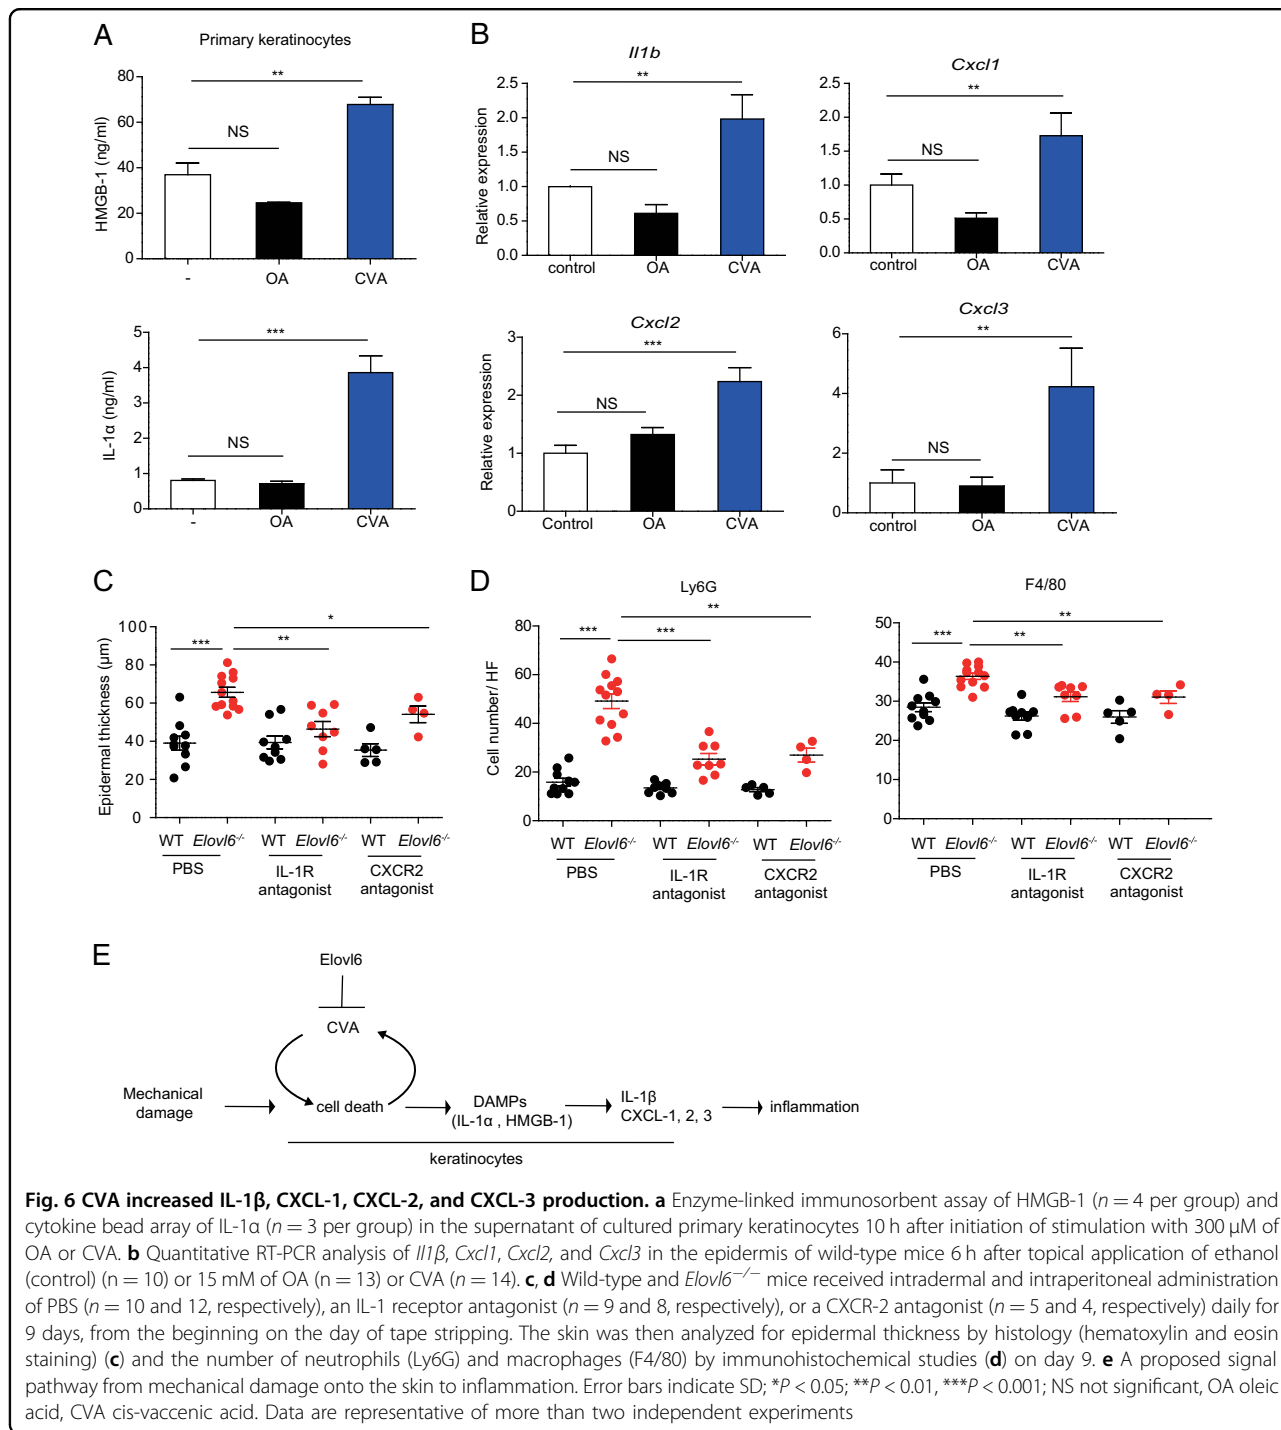 A
Primary keratinocytes
**
NS
HMGB-1 (ng/ml)
80
60
40
20
0
-
OA
CVA
***
NS
IL-1α (ng/ml)
5
4
3
2
1
0
-
OA
CVA
B
Il1b
**
NS
Relative expression
2.5
2.0
1.5
1.0
0.5
0.0
control
OA
CVA
Cxcl1
**
NS
2.5
2.0
1.5
1.0
0.5
0.0
control
OA
CVA
Cxcl2
***
NS
Relative expression
3
2
1
0
Control
OA
CVA
Cxcl3
**
NS
6
4
2
0
control
OA
CVA
C
*
***
**
Epidermal thickness (µm)
100
80
60
40
20
0
WT Elovl6-/- WT Elovl6-/- WT Elovl6-/-
PBS
IL-1R
antagonist
CXCR2
antagonist
D
Ly6G
**
***
***
Cell number/ HF
80
60
40
20
0
WT Elovl6-/- WT Elovl6-/- WT Elovl6-/-
PBS
IL-1R
antagonist
CXCR2
antagonist
F4/80
**
***
**
50
40
30
20
10
0
WT Elovl6-/- WT Elovl6-/- WT Elovl6-/-
PBS
IL-1R
antagonist
CXCR2
antagonist
E
Elovl6
CVA
Mechanical
damage
cell death
DAMPs
(IL-1α , HMGB-1)
IL-1β
CXCL-1, 2, 3
inflammation
keratinocytes
Fig. 6 CVA increased IL-1β, CXCL-1, CXCL-2, and CXCL-3 production. a Enzyme-linked immunosorbent assay of HMGB-1 (n = 4 per group) and
cytokine bead array of IL-1α (n = 3 per group) in the supernatant of cultured primary keratinocytes 10 h after initiation of stimulation with 300 µM of
OA or CVA. b Quantitative RT-PCR analysis of Il1β, Cxcl1, Cxcl2, and Cxcl3 in the epidermis of wild-type mice 6 h after topical application of ethanol
(control) (n = 10) or 15 mM of OA (n = 13) or CVA (n = 14). c, d Wild-type and Elovl6−/− mice received intradermal and intraperitoneal administration
of PBS (n = 10 and 12, respectively), an IL-1 receptor antagonist (n = 9 and 8, respectively), or a CXCR-2 antagonist (n = 5 and 4, respectively) daily for
9 days, from the beginning on the day of tape stripping. The skin was then analyzed for epidermal thickness by histology (hematoxylin and eosin
staining) (c) and the number of neutrophils (Ly6G) and macrophages (F4/80) by immunohistochemical studies (d) on day 9. e A proposed signal
pathway from mechanical damage onto the skin to inflammation. Error bars indicate SD; *P < 0.05; **P < 0.01, ***P < 0.001; NS not significant, OA oleic
acid, CVA cis-vaccenic acid. Data are representative of more than two independent experiments